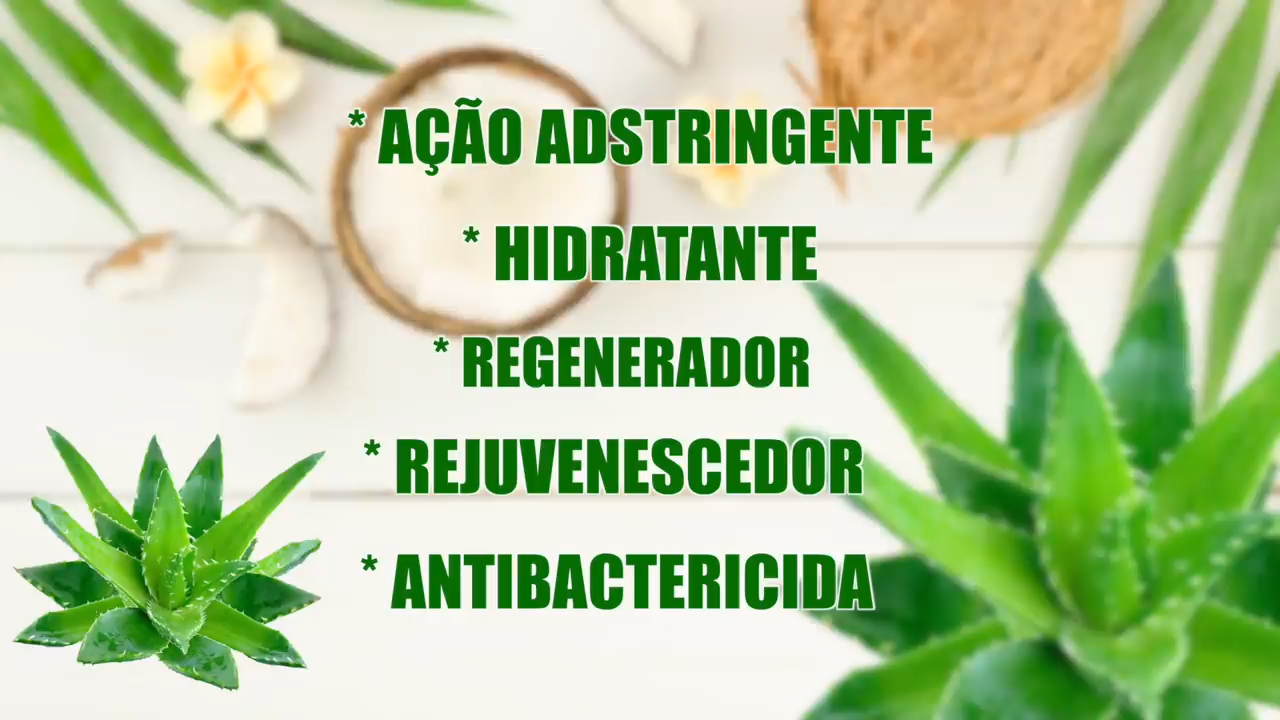 * AÇÃO ADSTRINGENTE
* HIDRATANTE
* REGENERADOR
* REJUVENESCEDOR
* ANTIBACTERICIDA